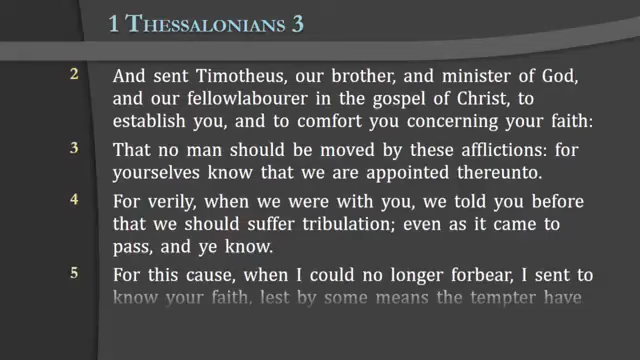 1 THESSALONIANS 3
2 And sent Timotheus, our brother, and minister of God,
and our fellowlabourer in the gospel of Christ, to
establish you, and to comfort you concerning your faith:
3 That no man should be moved by these afflictions: for
yourselves know that we are appointed thereunto.
4 For verily, when we were with you, we told you before
that we should suffer tribulation; even as it came to
pass, and ye know.
5 For this cause, when I could no longer forbear, I sent to
know your faith, lest by some means the tempter have